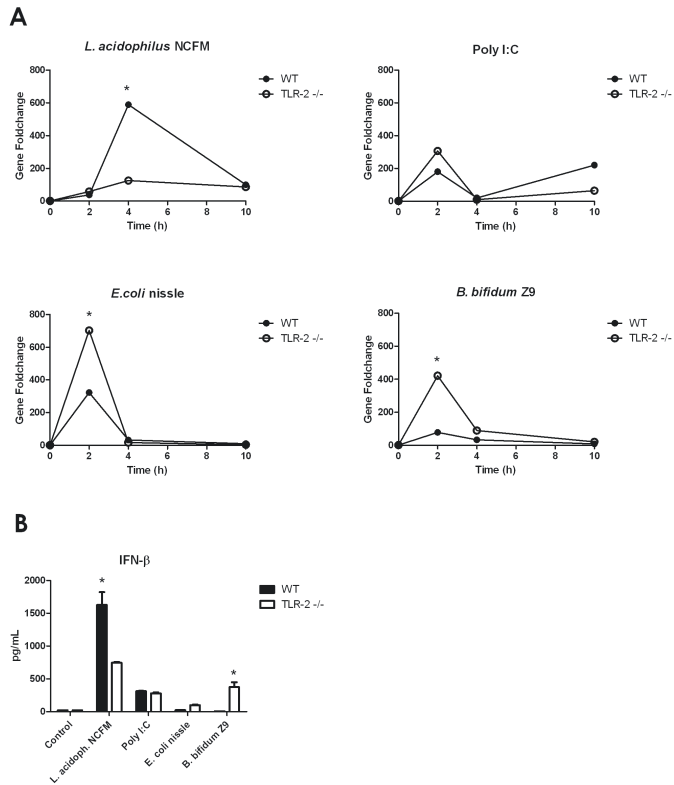 A
L. acidophilus NCFM
800
600
400
200
0
Gene Foldchange
0 2 4 6 8 10
Time (h)
*
WT
TLR-2 -/-
Poly I:C
800
600
400
200
0
Gene Foldchange
0 2 4 6 8 10
Time (h)
WT
TLR-2 -/-
E.coli nissle
800
600
400
200
0
Gene Foldchange
0 2 4 6 8 10
Time (h)
*
WT
TLR-2 -/-
B. bifidum Z9
800
600
400
200
0
Gene Foldchange
0 2 4 6 8 10
Time (h)
*
WT
TLR-2 -/-
B
IFN-β
2000
1500
1000
500
0
pg/mL
*
*
Control
L. acidoph. NCFM
Poly I:C
E. coli nissle
B. bifidum Z9
WT
TLR-2 -/-